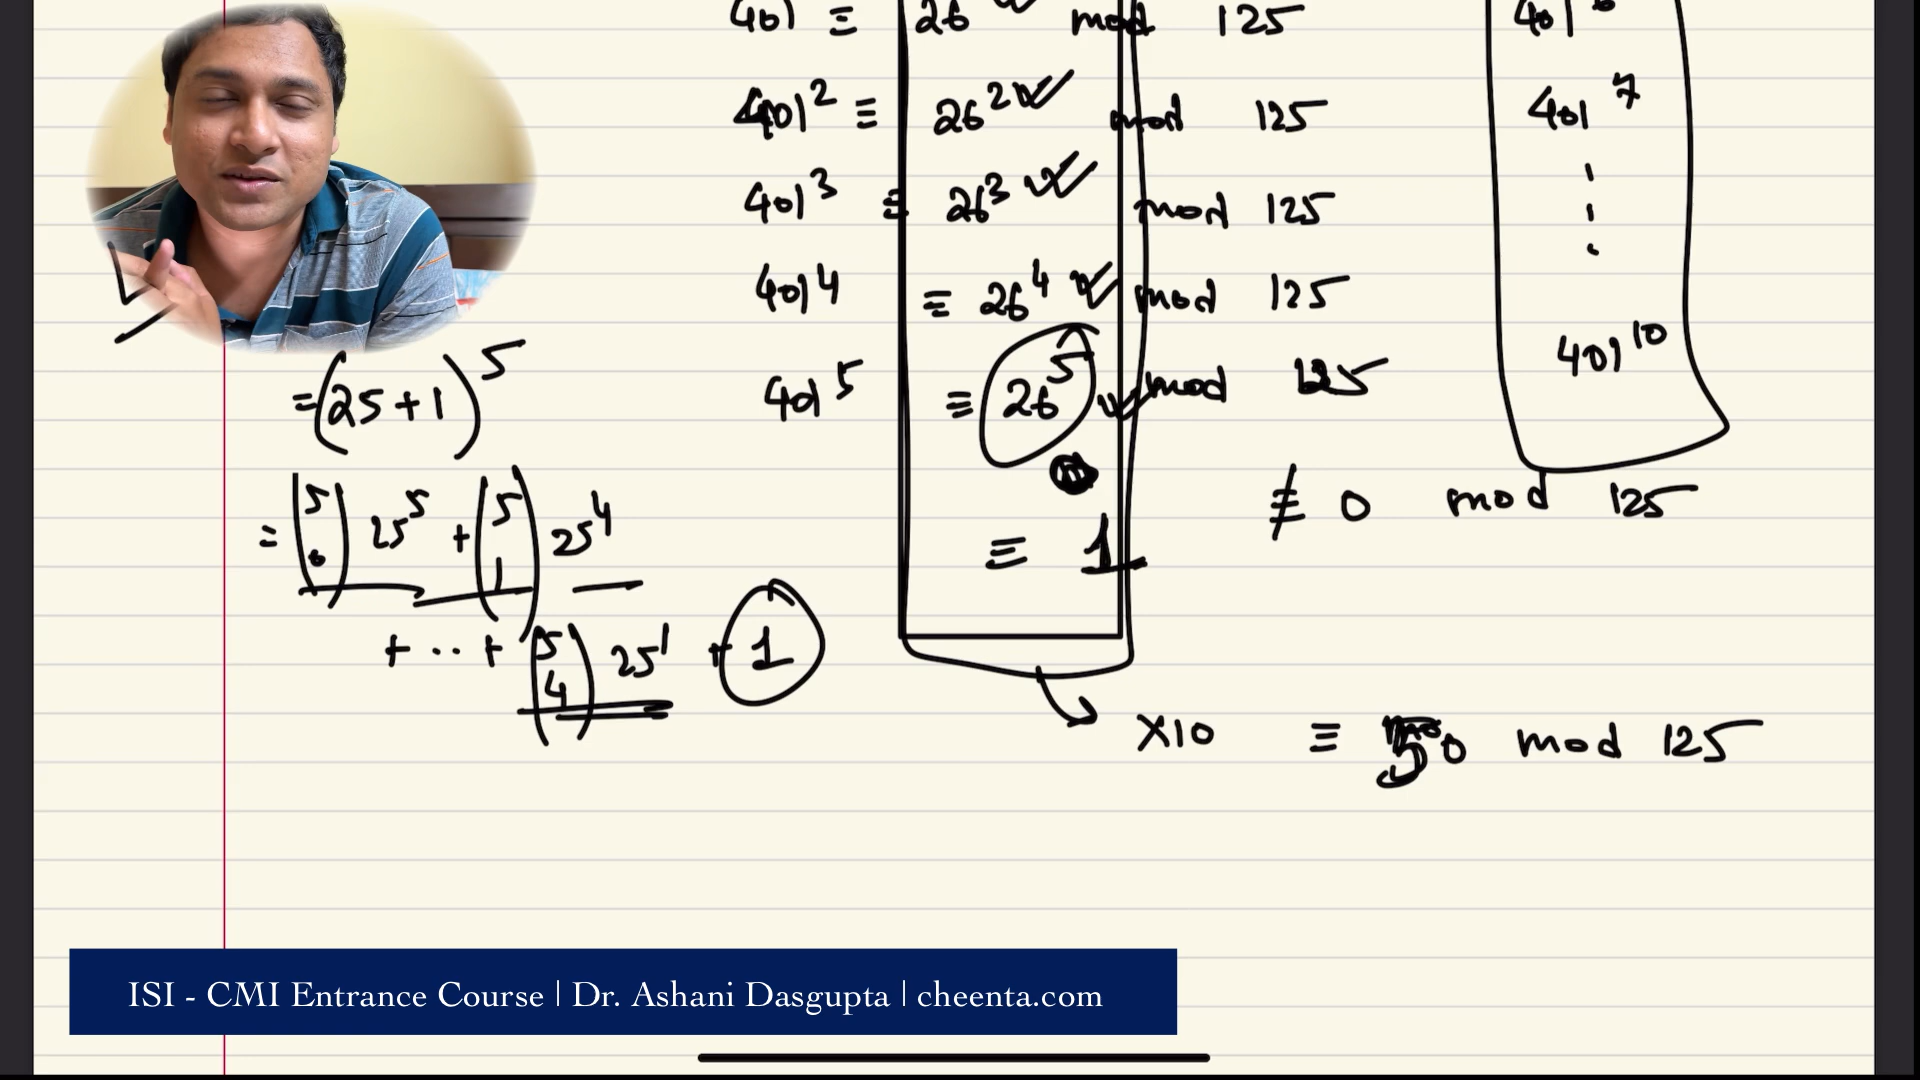 401 ≡ 26 mod 125 401⁶
401² ≡ 26² mod 125 401⁷
401³ ≡ 26³ mod 125
401⁴ ≡ 26⁴ mod 125
401⁵ ≡ 26⁵ mod 125 401¹⁰
= (25+1)⁵
≢ 0 mod 125
= (5 0) 25⁵ + (5 1) 25⁴
≡ 1
+ ... + (5 4) 25¹ + 1
X10 ≡ 0 mod 125
ISI - CMI Entrance Course | Dr. Ashani Dasgupta | cheenta.com